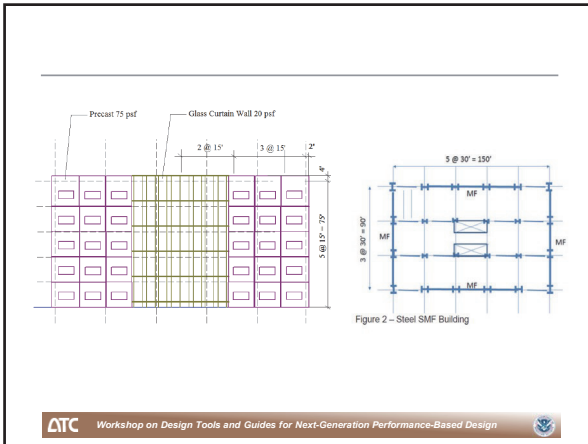 Precast 75 psf
Glass Curtain Wall 20 psf
2 @ 15'
3 @ 15'
2'
5 @ 15' = 75'
5 @ 30' = 150'
3 @ 30' = 90'
MF
MF
MF
MF
Figure 2 – Steel SMF Building
ATC
Workshop on Design Tools and Guides for Next-Generation Performance-Based Design